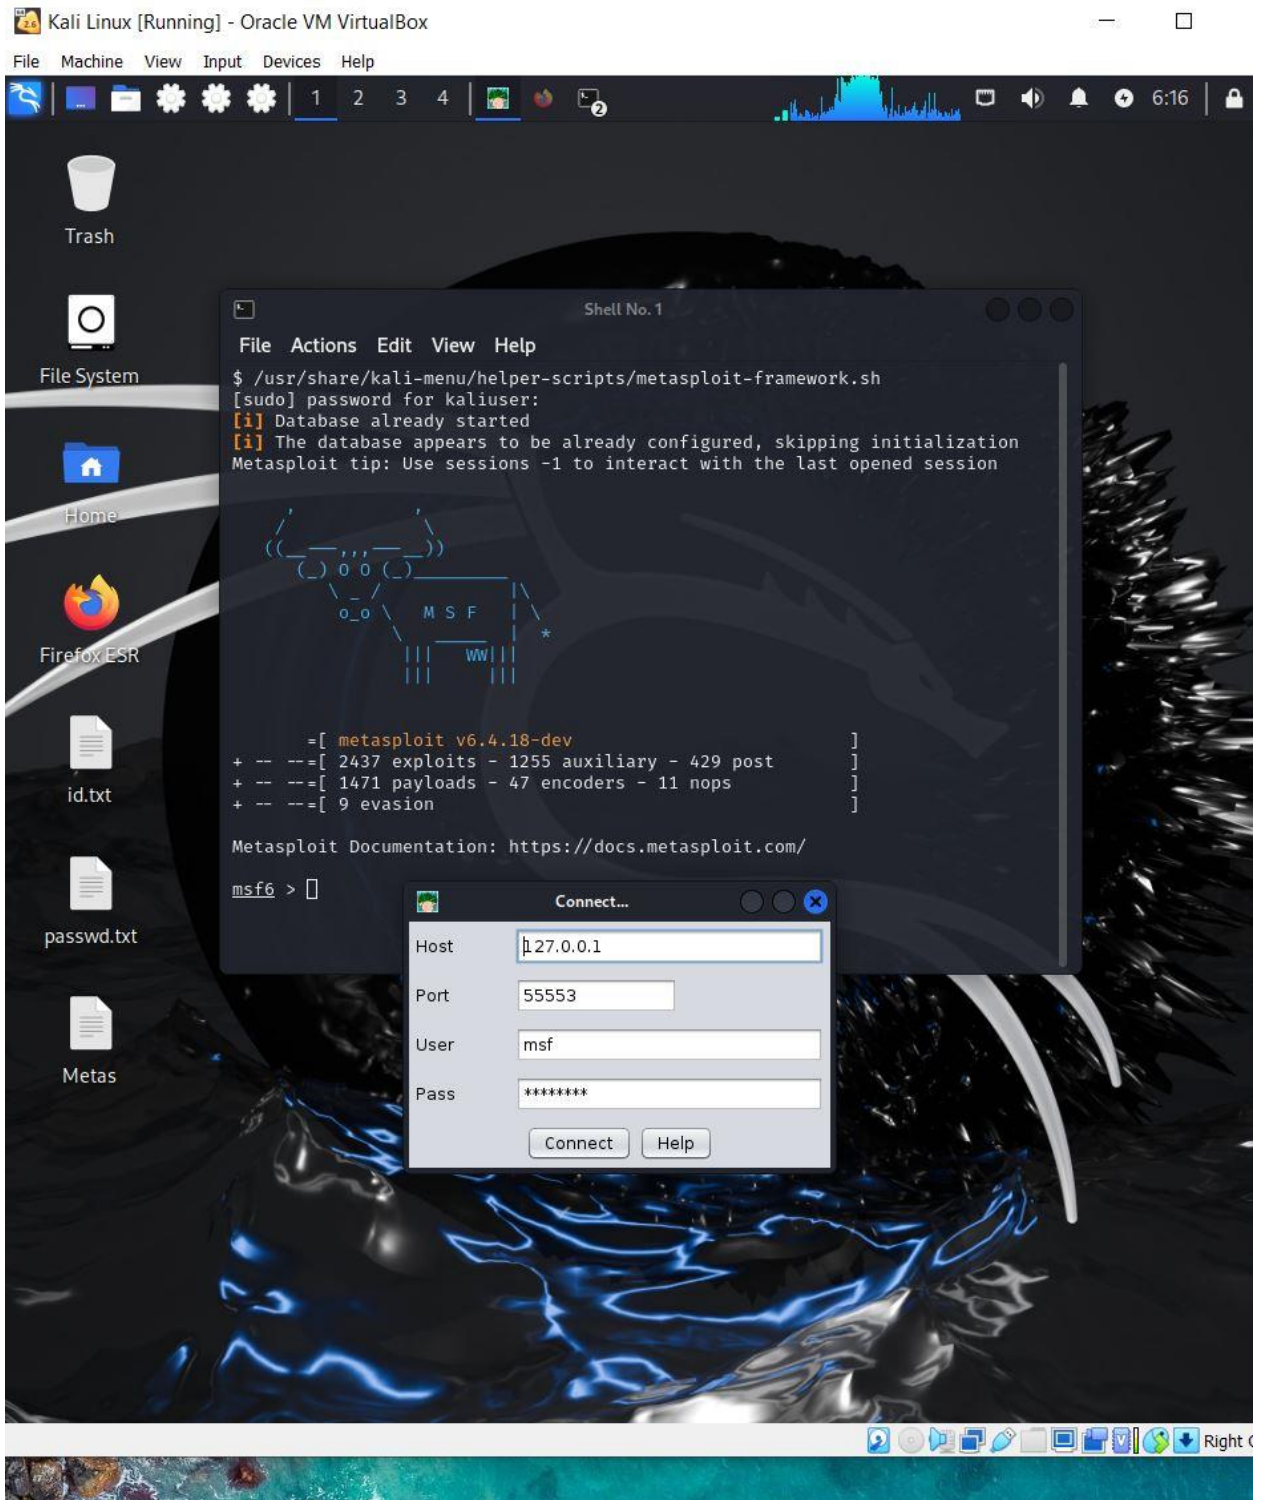 Kali Linux [Running] - Oracle VM VirtualBox
File Machine View Input Devices Help
1 2 3 4 2 6:16
Trash
File System
Home
Firefox ESR
id.txt
passwd.txt
Metas
Shell No. 1
File Actions Edit View Help
$ /usr/share/kali-menu/helper-scripts/metasploit-framework.sh
[sudo] password for kaliuser:
[i] Database already started
[i] The database appears to be already configured, skipping initialization
Metasploit tip: Use sessions -1 to interact with the last opened session
M S F
WW
=[ metasploit v6.4.18-dev ]
+ -- --=[ 2437 exploits - 1255 auxiliary - 429 post ]
+ -- --=[ 1471 payloads - 47 encoders - 11 nops ]
+ -- --=[ 9 evasion ]
Metasploit Documentation: https://docs.metasploit.com/
msf6 >
Connect...
Host 127.0.0.1
Port 55553
User msf
Pass ********
Connect Help
Right